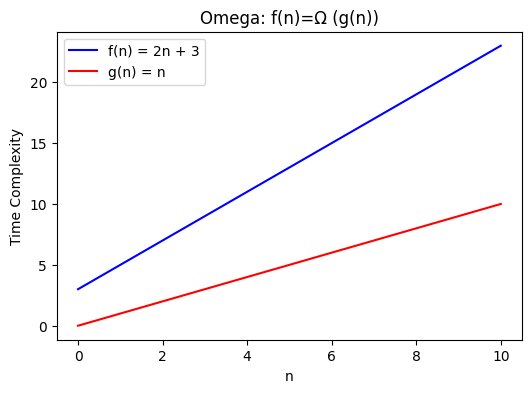 Omega: f(n)=Ω (g(n))
f(n) = 2n + 3
g(n) = n
Time Complexity
20
15
10
5
0
0 2 4 6 8 10
n